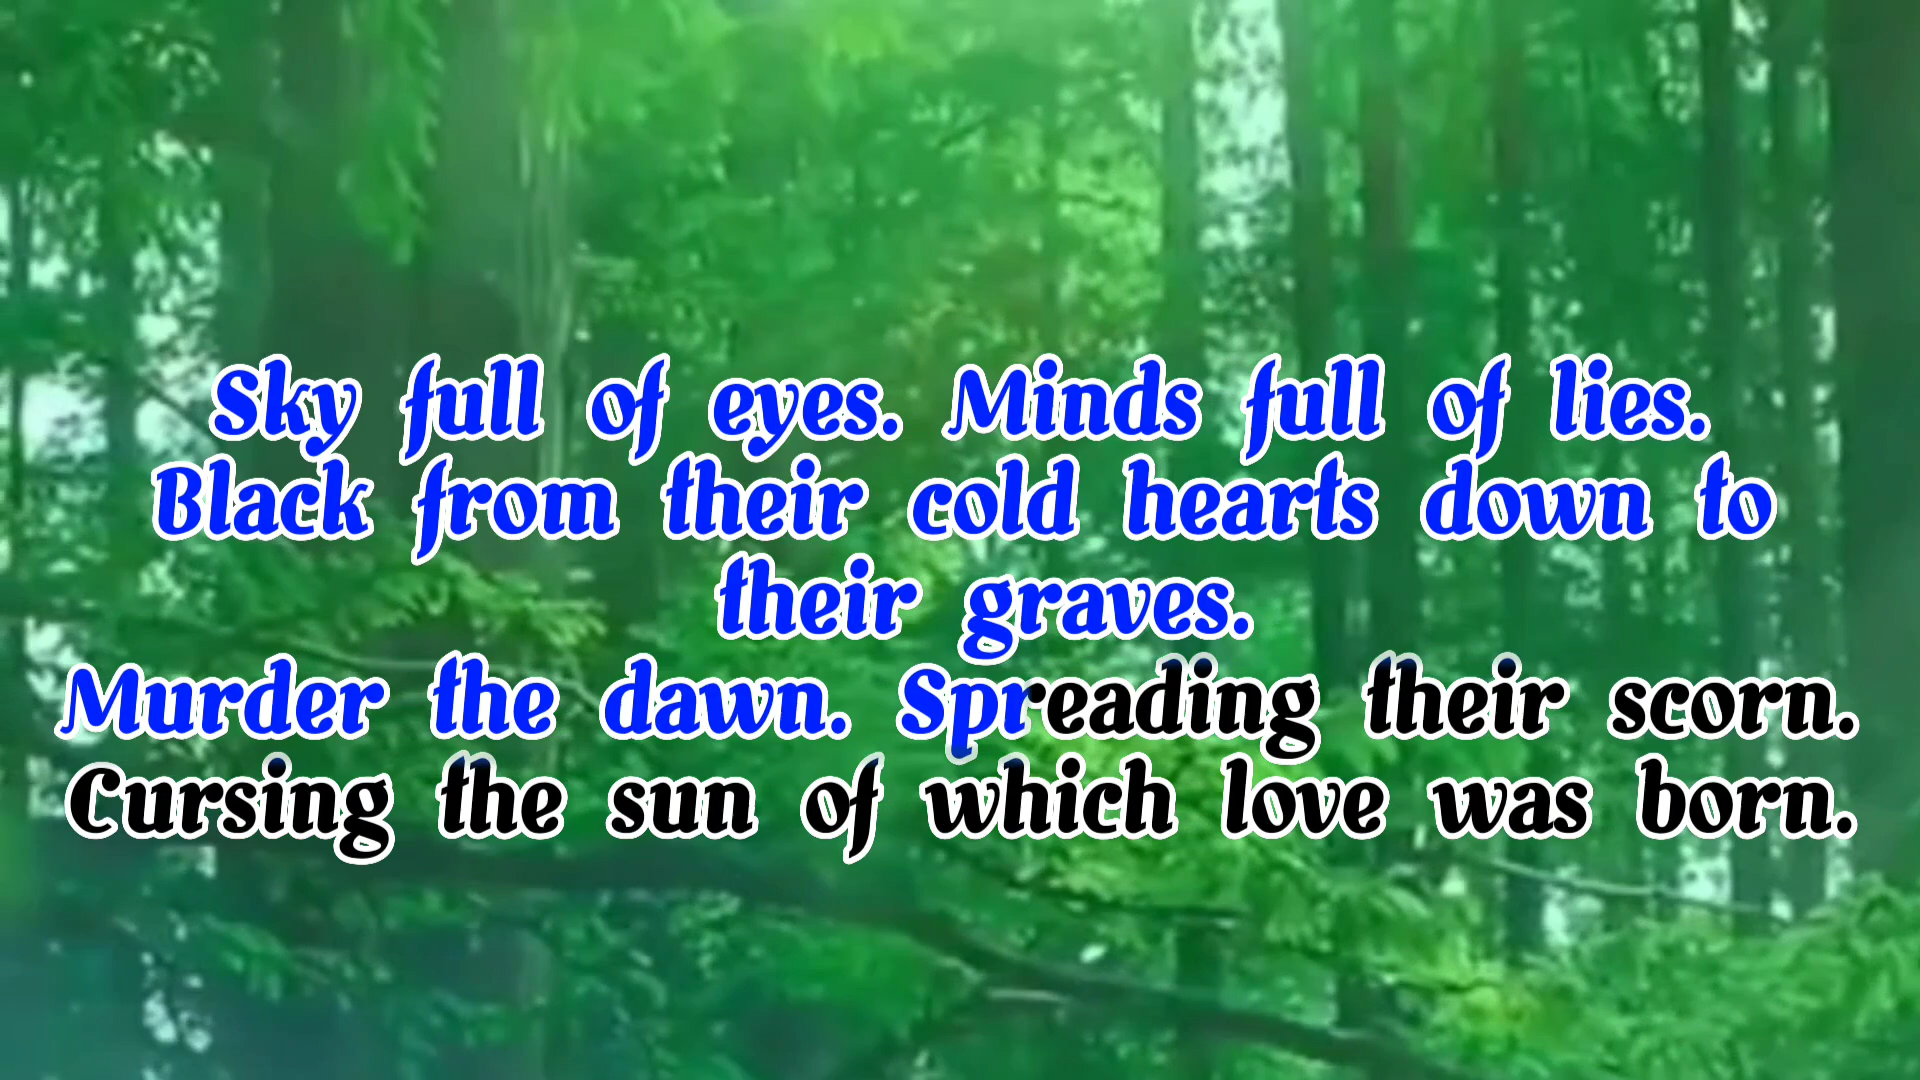 Sky full of eyes. Minds full of lies.
Black from their cold hearts down to
their graves.
Murder the dawn. Spreading their scorn.
Cursing the sun of which love was born.